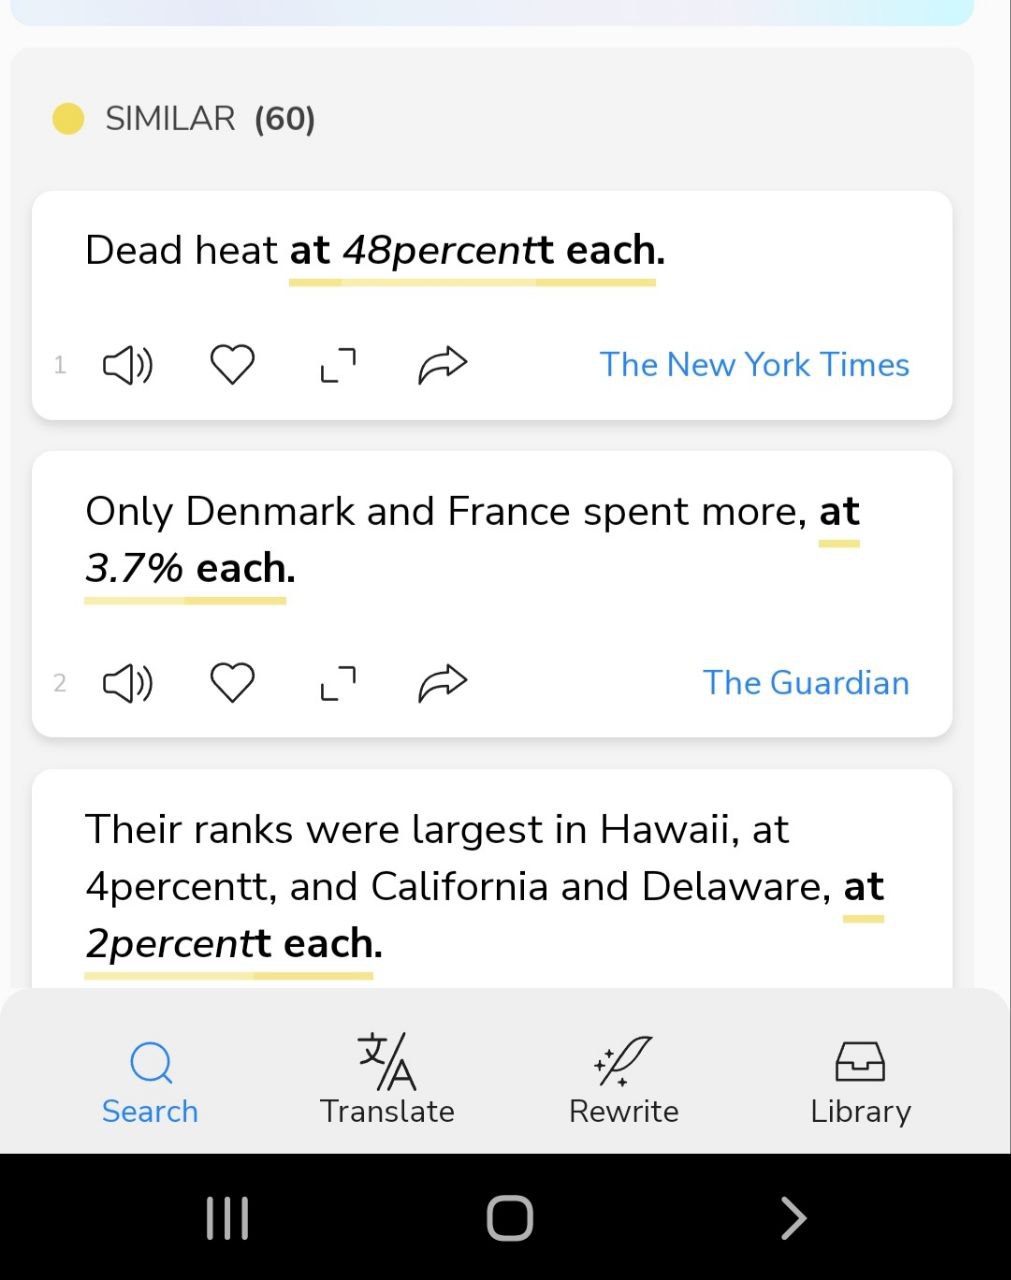 SIMILAR (60)
Dead heat at 48percentt each.
1
The New York Times
Only Denmark and France spent more, at
3.7% each.
2
The Guardian
Their ranks were largest in Hawaii, at
4percentt, and California and Delaware, at
2percentt each.
文/A
Search
Translate
Rewrite
Library